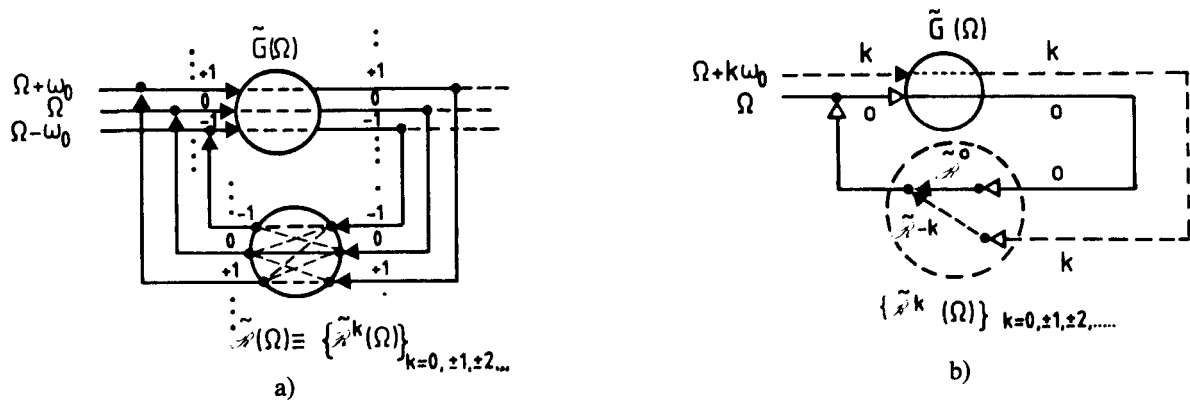 G̃(Ω)
Ω+ω₀ +1 +1
Ω 0 0
Ω−ω₀ -1 -1
-1 -1
0 0
+1 +1
ℛ̃(Ω)≡ {ℛ̃ᵏ(Ω)}k=0,±1,±2,...
a)
G̃(Ω)
k k
Ω+kω₀
Ω
0 0
ℛ̃⁰ 0
ℛ̃⁻ᵏ
k
{ℛ̃ᵏ (Ω)} k=0,±1,±2,.....
b)